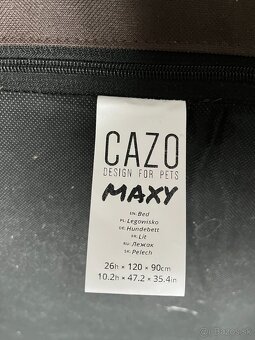 CAZO
DESIGN FOR PETS
MAXY
EN: Bed
PL: Legowisko
DE: Hundebett
FR: Lit
RU: Лежак
SK: Pelech
26h × 120 × 90cm
10.2h × 47.2 × 35.4in